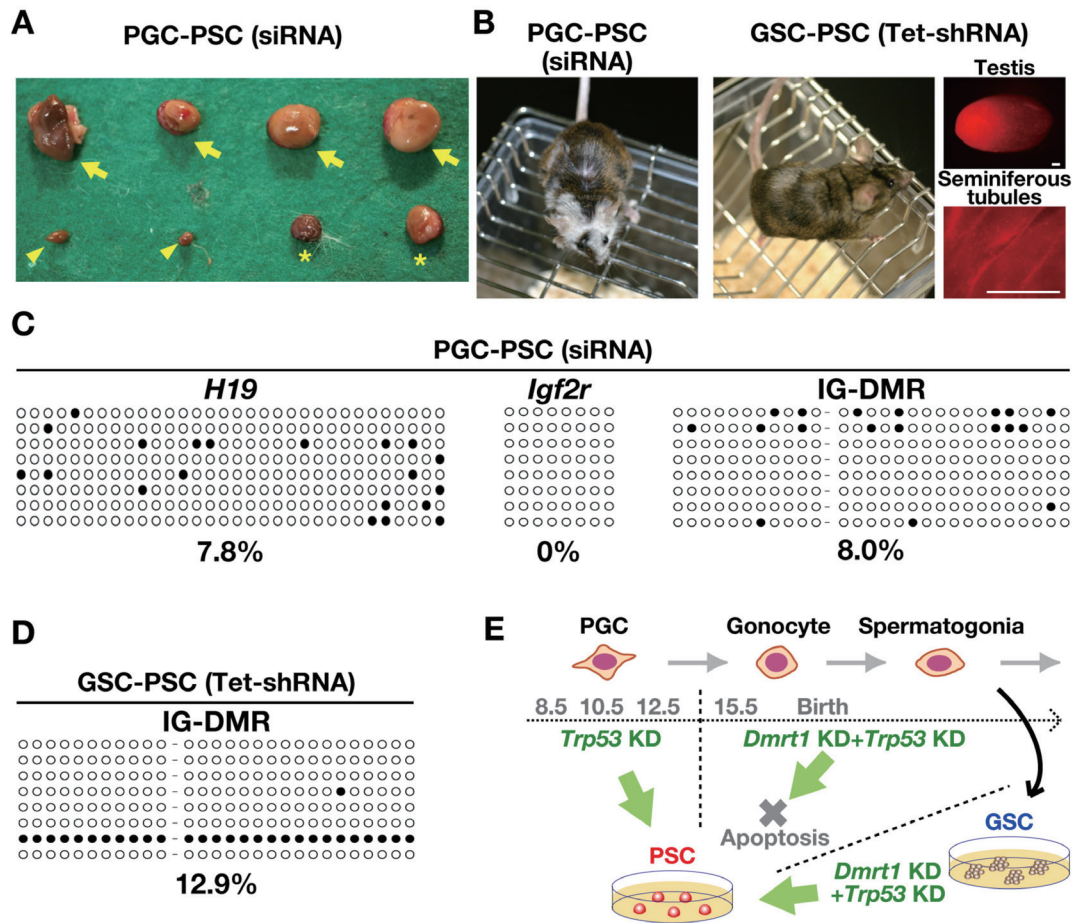 A
PGC-PSC (siRNA)
*
*
B
PGC-PSC
(siRNA)
GSC-PSC (Tet-shRNA)
Testis
Seminiferous
tubules
C
PGC-PSC (siRNA)
H19
Igf2r
IG-DMR
7.8%
0%
8.0%
D
GSC-PSC (Tet-shRNA)
IG-DMR
12.9%
E
PGC
Gonocyte
Spermatogonia
8.5 10.5 12.5 15.5 Birth
Trp53 KD
Dmrt1 KD+Trp53 KD
Apoptosis
PSC
GSC
Dmrt1 KD
+Trp53 KD